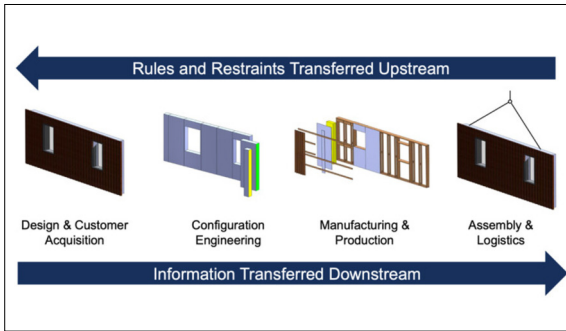 Rules and Restraints Transferred Upstream
Design & Customer
Acquisition
Configuration
Engineering
Manufacturing &
Production
Assembly &
Logistics
Information Transferred Downstream